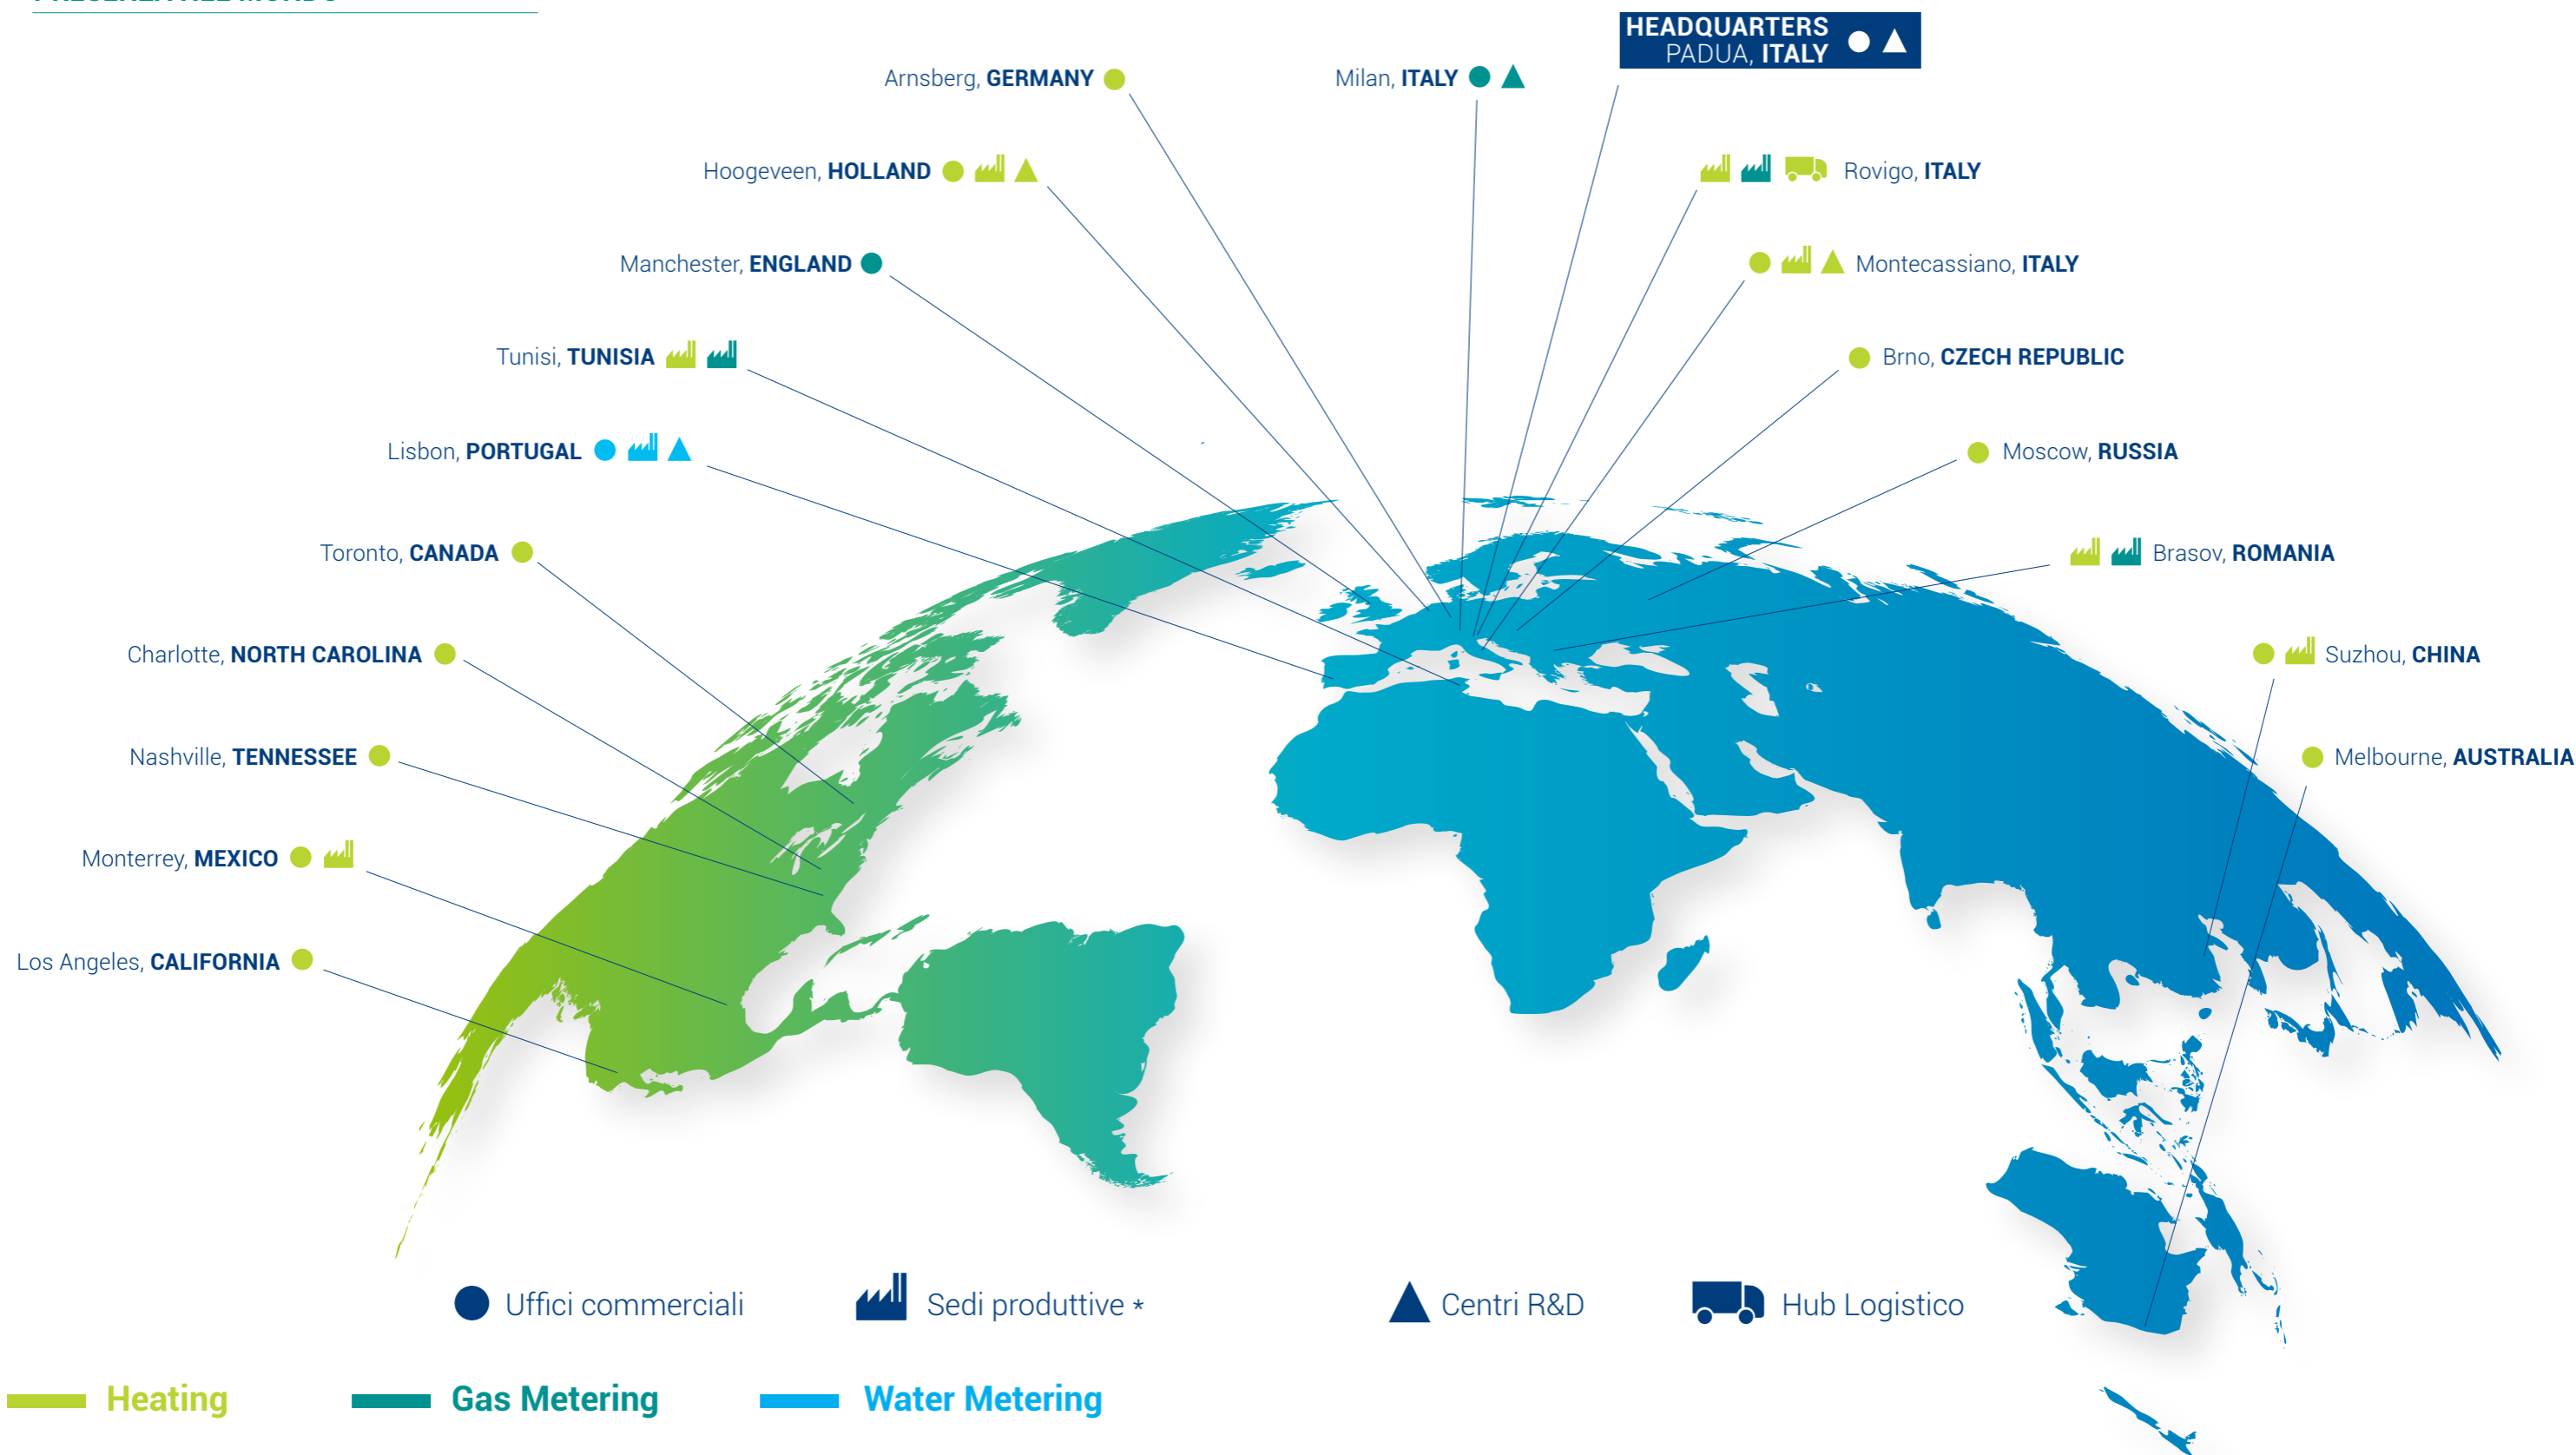 HEADQUARTERS
PADUA, ITALY
Arnsberg, GERMANY
Milan, ITALY
Hoogeveen, HOLLAND
Rovigo, ITALY
Manchester, ENGLAND
Montecassiano, ITALY
Tunisi, TUNISIA
Brno, CZECH REPUBLIC
Lisbon, PORTUGAL
Moscow, RUSSIA
Toronto, CANADA
Brasov, ROMANIA
Charlotte, NORTH CAROLINA
Suzhou, CHINA
Nashville, TENNESSEE
Melbourne, AUSTRALIA
Monterrey, MEXICO
Los Angeles, CALIFORNIA
Uffici commerciali
Sedi produttive *
Centri R&D
Hub Logistico
Heating
Gas Metering
Water Metering